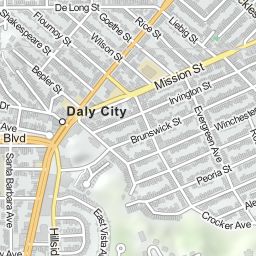 De Long St
Shakespeare St
Flournoy St
Goethe St
Rice St
Liebig St
Wilson St
Bepler St
Mission St
Irvington St
Dr
Daly City
Ave
Blvd
Brunswick St
Evergreen Ave
Winchester
Santa Barbara Ave
Peoria St
East Vista Ave
Hillsid
Crocker Ave
Ale